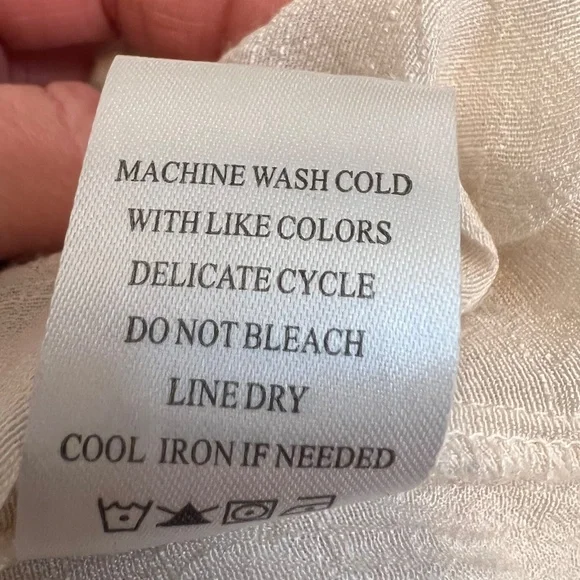 MACHINE WASH COLD
WITH LIKE COLORS
DELICATE CYCLE
DO NOT BLEACH
LINE DRY
COOL IRON IF NEEDED